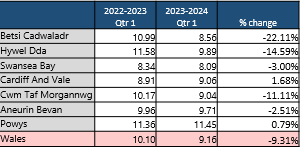 2022-2023 2023-2024
Qtr 1 Qtr 1 % change
Betsi Cadwaladr 10.99 8.56 -22.11%
Hywel Dda 11.58 9.89 -14.59%
Swansea Bay 8.34 8.09 -3.00%
Cardiff And Vale 8.91 9.06 1.68%
Cwm Taf Morgannwg 10.17 9.04 -11.11%
Aneurin Bevan 9.96 9.71 -2.51%
Powys 11.36 11.45 0.79%
Wales 10.10 9.16 -9.31%